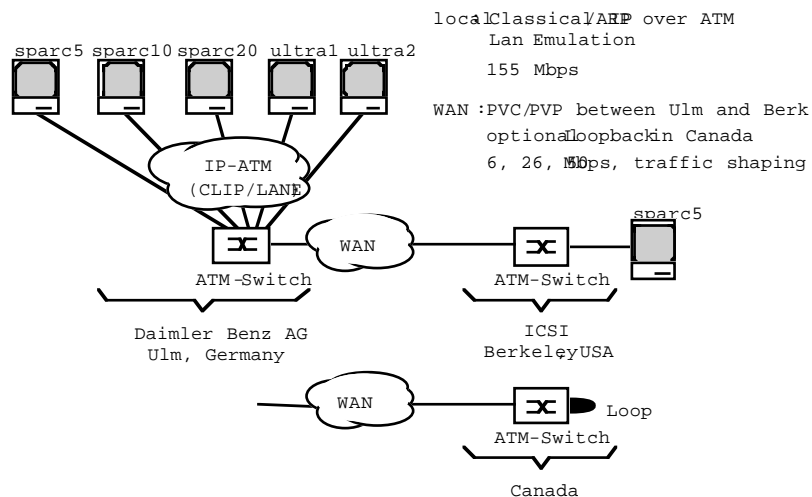 local: Classical IP over ATM
Lan Emulation
155 Mbps
WAN : PVC/PVP between Ulm and Berk
optional Loopback in Canada
6, 26, Mbps, traffic shaping
sparc5 sparc10 sparc20 ultra1 ultra2
IP-ATM
(CLIP/LANE)
sparc5
WAN
ATM-Switch
ATM-Switch
Daimler Benz AG
Ulm, Germany
ICSI
Berkeley, USA
WAN
Loop
ATM-Switch
Canada